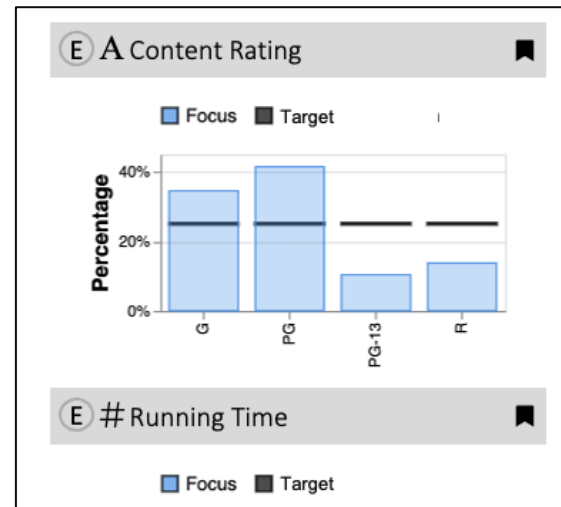 E A Content Rating
Focus Target
Percentage
40%
20%
0%
G PG PG-13 R
E # Running Time
Focus Target